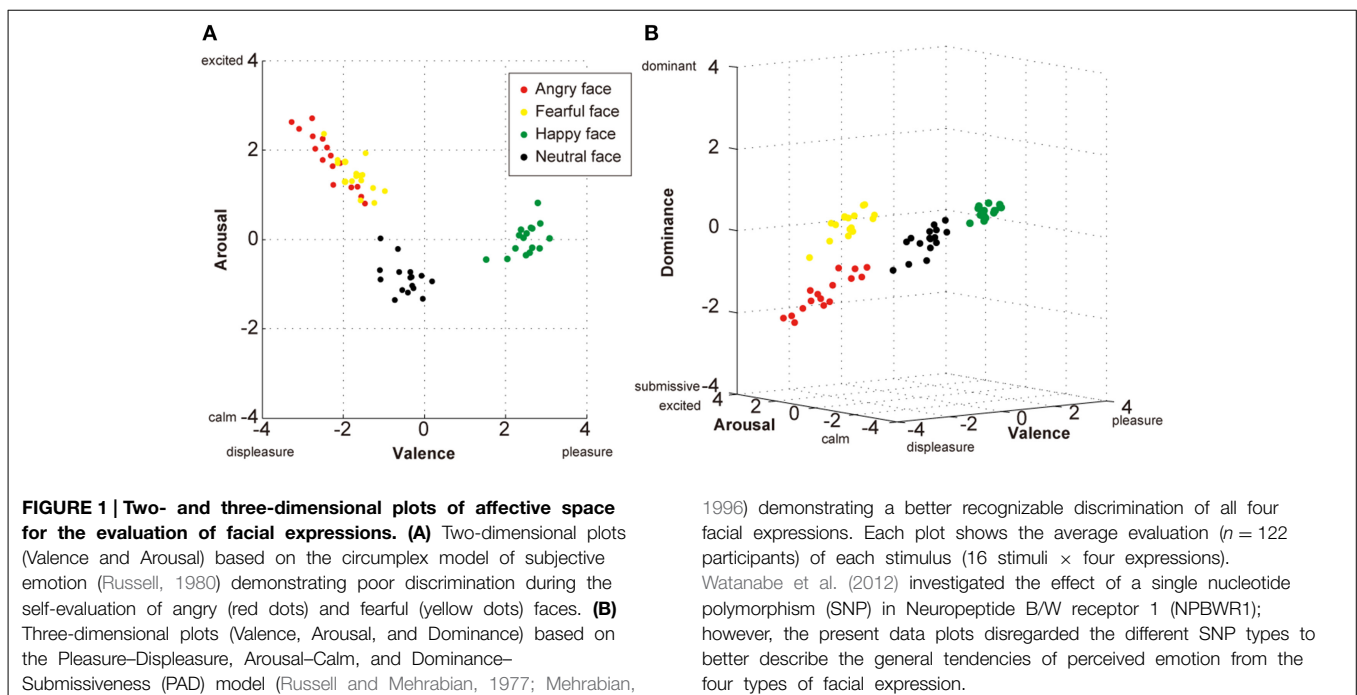 A
excited 4
2
0
-2
calm -4
Arousal
-4 -2 0 2 4
displeasure Valence pleasure
Angry face
Fearful face
Happy face
Neutral face
B
dominant 4
2
0
-2
submissive -4
Dominance
excited 4 2 0 -2 -4
Arousal
calm
-4 -2 0 2 4
displeasure Valence pleasure
FIGURE 1 | Two- and three-dimensional plots of affective space
for the evaluation of facial expressions. (A) Two-dimensional plots
(Valence and Arousal) based on the circumplex model of subjective
emotion (Russell, 1980) demonstrating poor discrimination during the
self-evaluation of angry (red dots) and fearful (yellow dots) faces. (B)
Three-dimensional plots (Valence, Arousal, and Dominance) based on
the Pleasure–Displeasure, Arousal–Calm, and Dominance–
Submissiveness (PAD) model (Russell and Mehrabian, 1977; Mehrabian,
1996) demonstrating a better recognizable discrimination of all four
facial expressions. Each plot shows the average evaluation (n = 122
participants) of each stimulus (16 stimuli × four expressions).
Watanabe et al. (2012) investigated the effect of a single nucleotide
polymorphism (SNP) in Neuropeptide B/W receptor 1 (NPBWR1);
however, the present data plots disregarded the different SNP types to
better describe the general tendencies of perceived emotion from the
four types of facial expression.